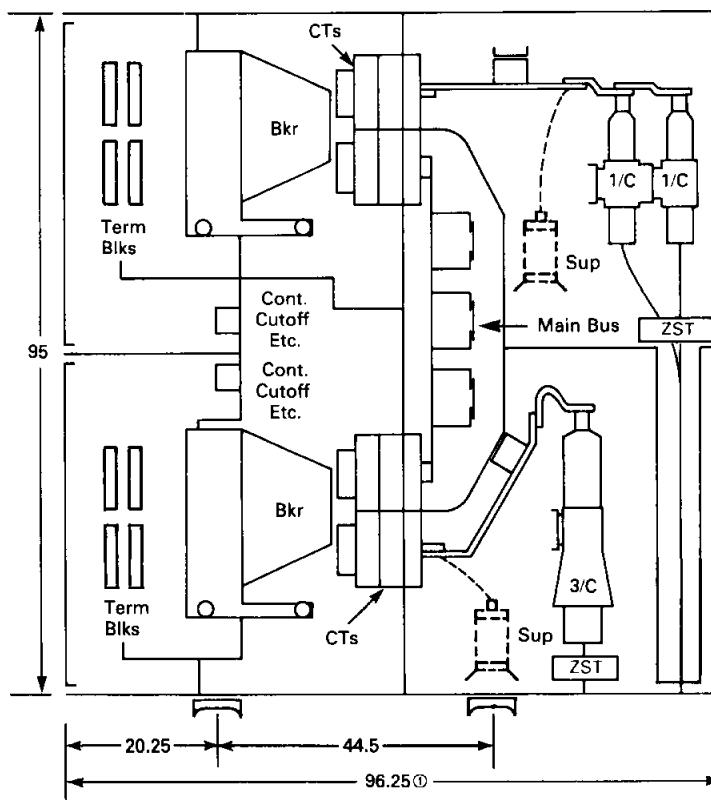 CTs
Bkr
1/C
1/C
Term
Blks
Sup
Cont.
Cutoff
Etc.
Main Bus
ZST
95
Cont.
Cutoff
Etc.
Bkr
3/C
Term
Blks
CTs
Sup
ZST
20.25
44.5
96.25①